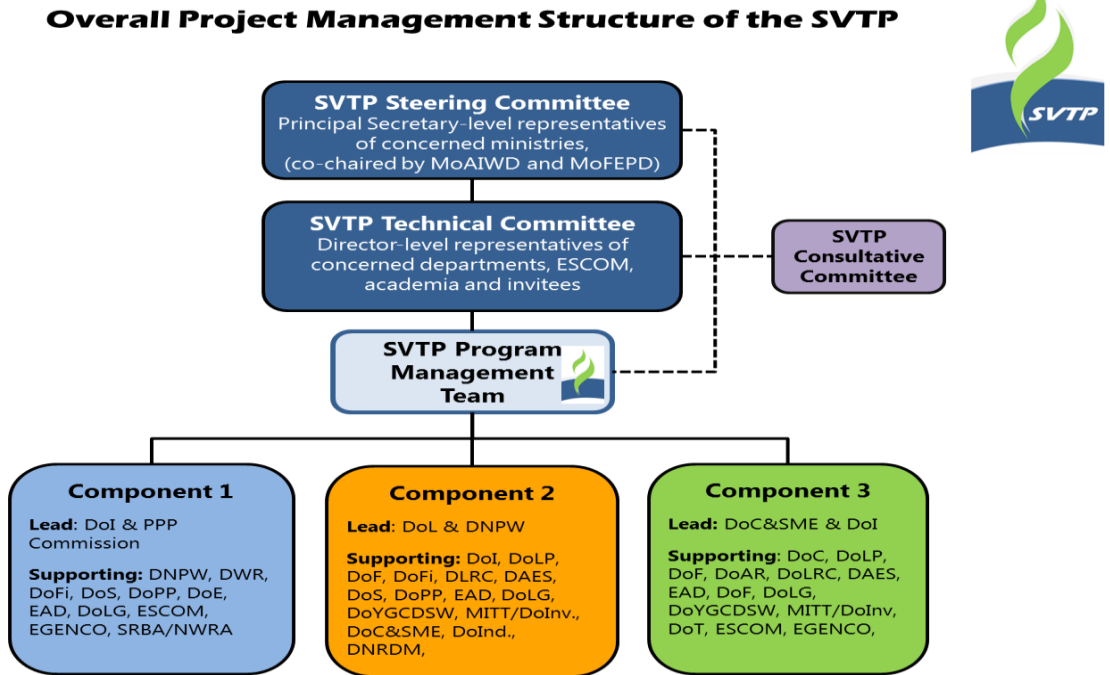 Overall Project Management Structure of the SVTP
SVTP
SVTP Steering Committee
Principal Secretary-level representatives
of concerned ministries,
(co-chaired by MoAIWD and MoFEPD)
SVTP Technical Committee
Director-level representatives of
concerned departments, ESCOM,
academia and invitees
SVTP
Consultative
Committee
SVTP Program
Management
Team
Component 1
Lead: DoI & PPP
Commission
Supporting: DNPW, DWR,
DoFi, DoS, DoPP, DoE,
EAD, DoLG, ESCOM,
EGENCO, SRBA/NWRA
Component 2
Lead: DoL & DNPW
Supporting: DoI, DoLP,
DoF, DoFi, DLRC, DAES,
DoS, DoPP, EAD, DoLG,
DoYGCDSW, MITT/DoInv.,
DoC&SME, DoInd.,
DNRDM,
Component 3
Lead: DoC&SME & DoI
Supporting: DoC, DoLP,
DoF, DoAR, DoLRC, DAES,
EAD, DoF, DoLG,
DoYGCDSW, MITT/DoInv,
DoT, ESCOM, EGENCO,